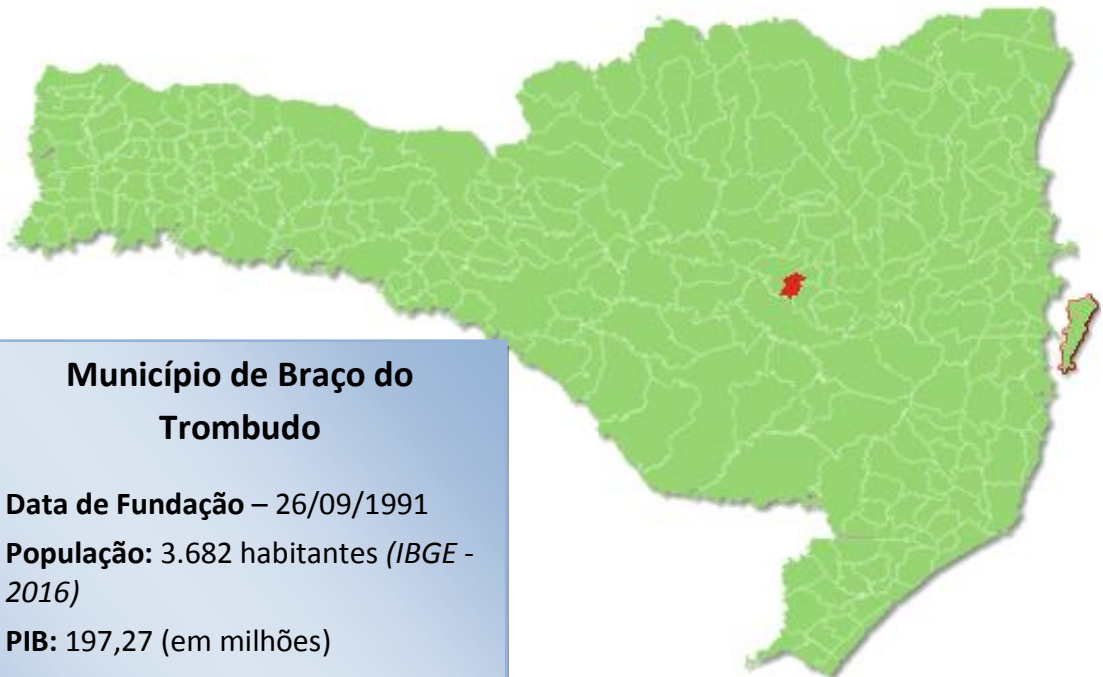 Município de Braço do
Trombudo
Data de Fundação – 26/09/1991
População: 3.682 habitantes (IBGE -
2016)
PIB: 197,27 (em milhões)